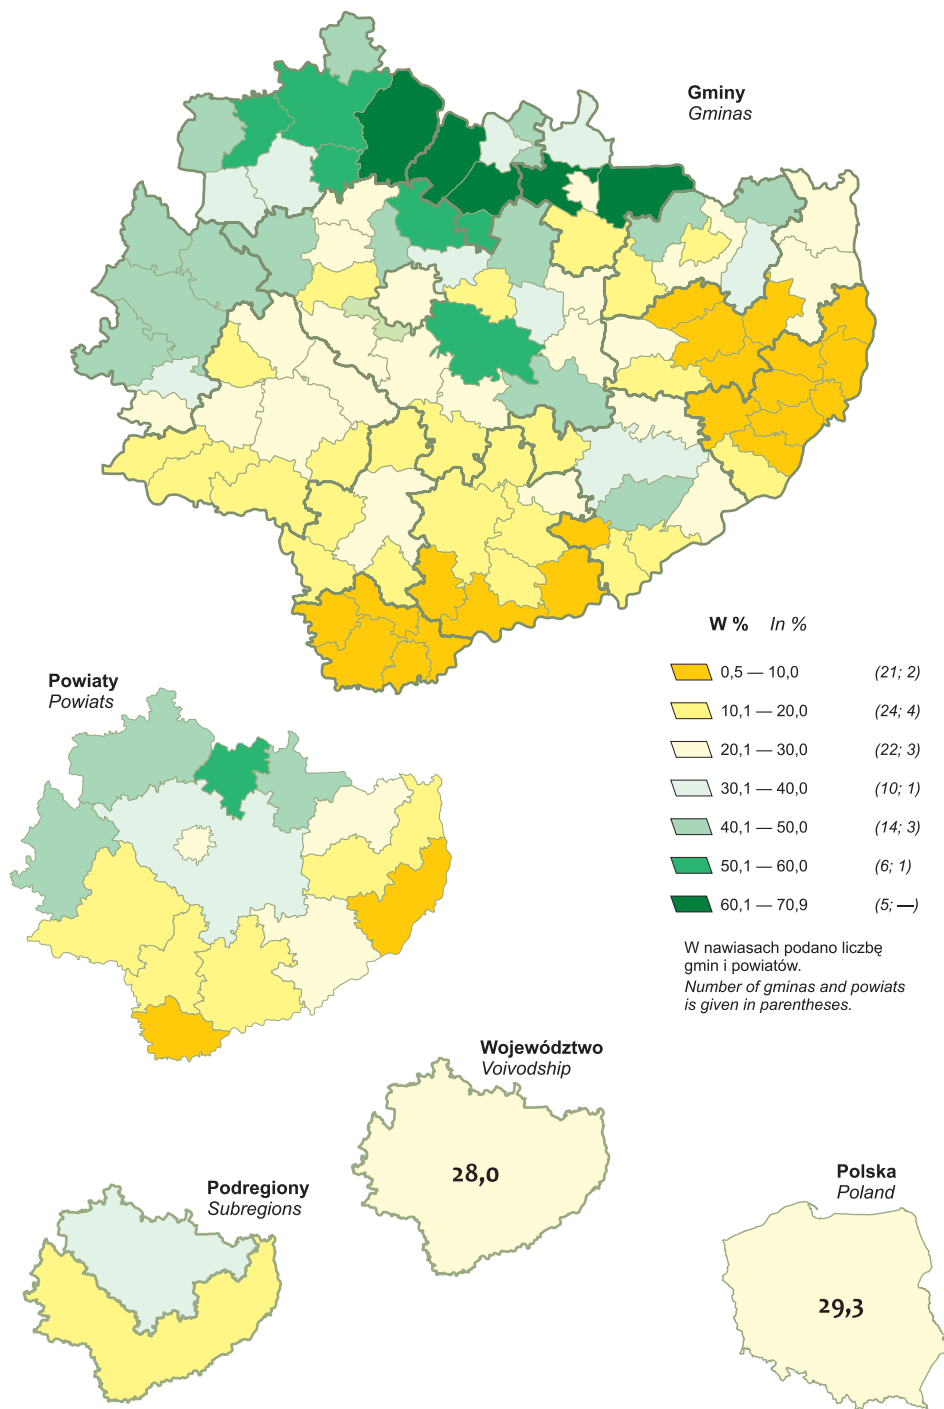 Gminy
Gminas
W % In %
0,5 — 10,0 (21; 2)
10,1 — 20,0 (24; 4)
20,1 — 30,0 (22; 3)
30,1 — 40,0 (10; 1)
40,1 — 50,0 (14; 3)
50,1 — 60,0 (6; 1)
60,1 — 70,9 (5; —)
W nawiasach podano liczbę
gmin i powiatów.
Number of gminas and powiats
is given in parentheses.
Powiaty
Powiats
Województwo
Voivodship
28,0
Podregiony
Subregions
Polska
Poland
29,3